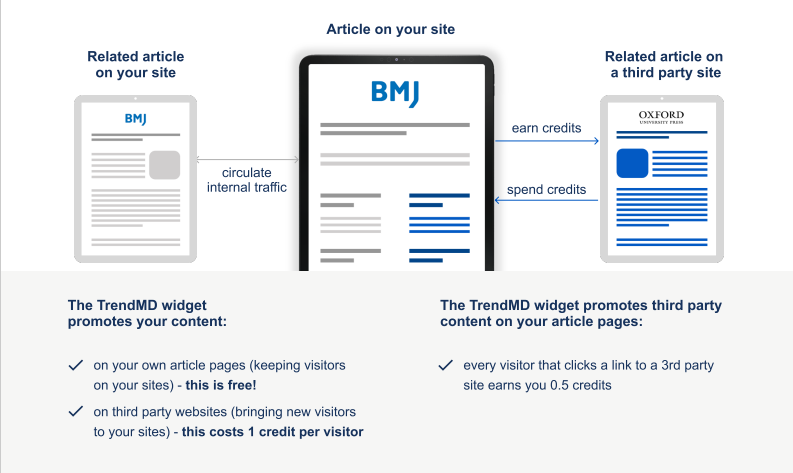 Article on your site
Related article
on your site
Related article on
a third party site
BMJ
BMJ
OXFORD
UNIVERSITY PRESS
earn credits
circulate
internal traffic
spend credits
The TrendMD widget
promotes your content:
on your own article pages (keeping visitors
on your sites) - this is free!
on third party websites (bringing new visitors
to your sites) - this costs 1 credit per visitor
The TrendMD widget promotes third party
content on your article pages:
every visitor that clicks a link to a 3rd party
site earns you 0.5 credits